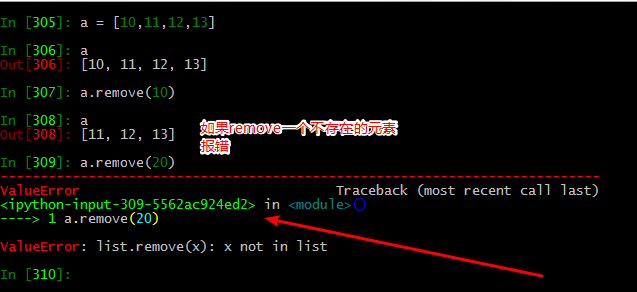 In [305]: a = [10,11,12,13]
In [306]: a
Out[306]: [10, 11, 12, 13]
In [307]: a.remove(10)
In [308]: a
Out[308]: [11, 12, 13]
如果remove一个不存在的元素
报错
In [309]: a.remove(20)
---------------------------------------------------------------------------
ValueError                                Traceback (most recent call last)
<ipython-input-309-5562ac924ed2> in <module>()
----> 1 a.remove(20)
ValueError: list.remove(x): x not in list
In [310]: